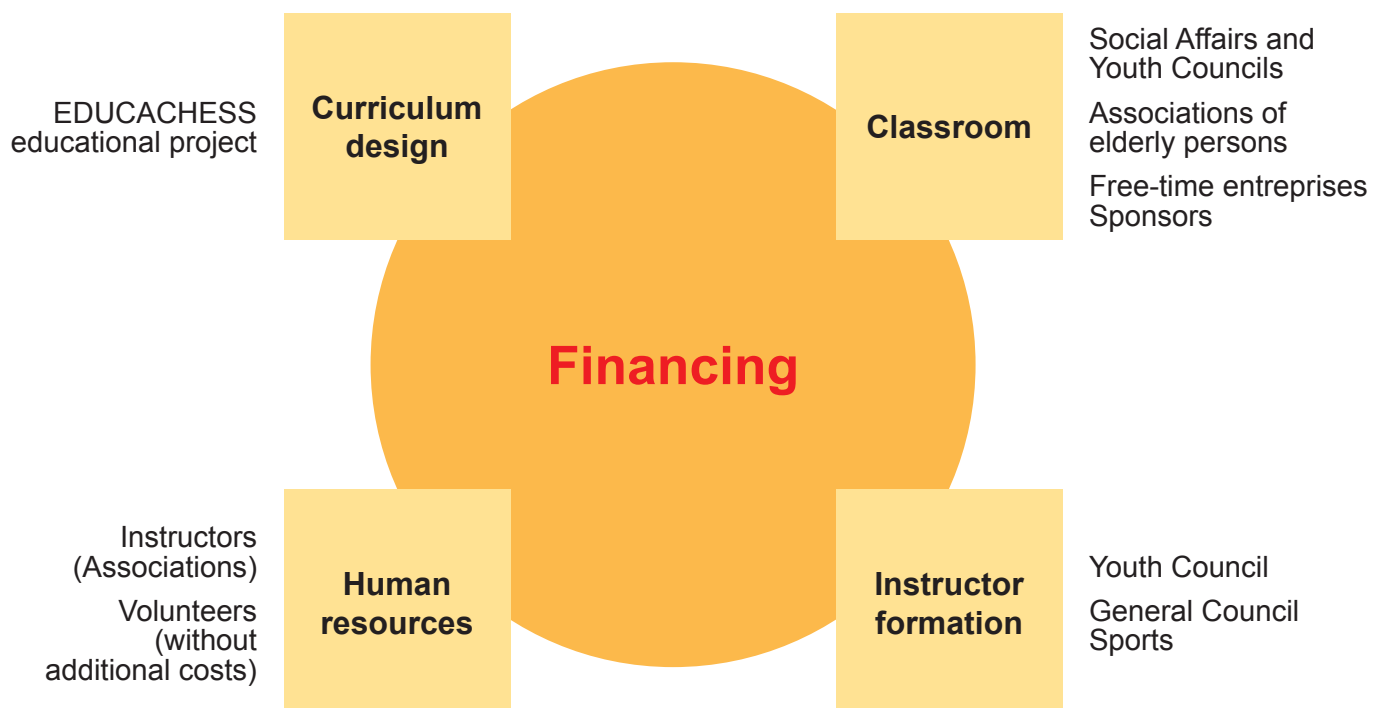 EDUCACHESS
educational project
Curriculum
design
Classroom
Social Affairs and
Youth Councils
Associations of
elderly persons
Free-time entreprises
Sponsors
Financing
Instructors
(Associations)
Volunteers
(without
additional costs)
Human
resources
Instructor
formation
Youth Council
General Council
Sports